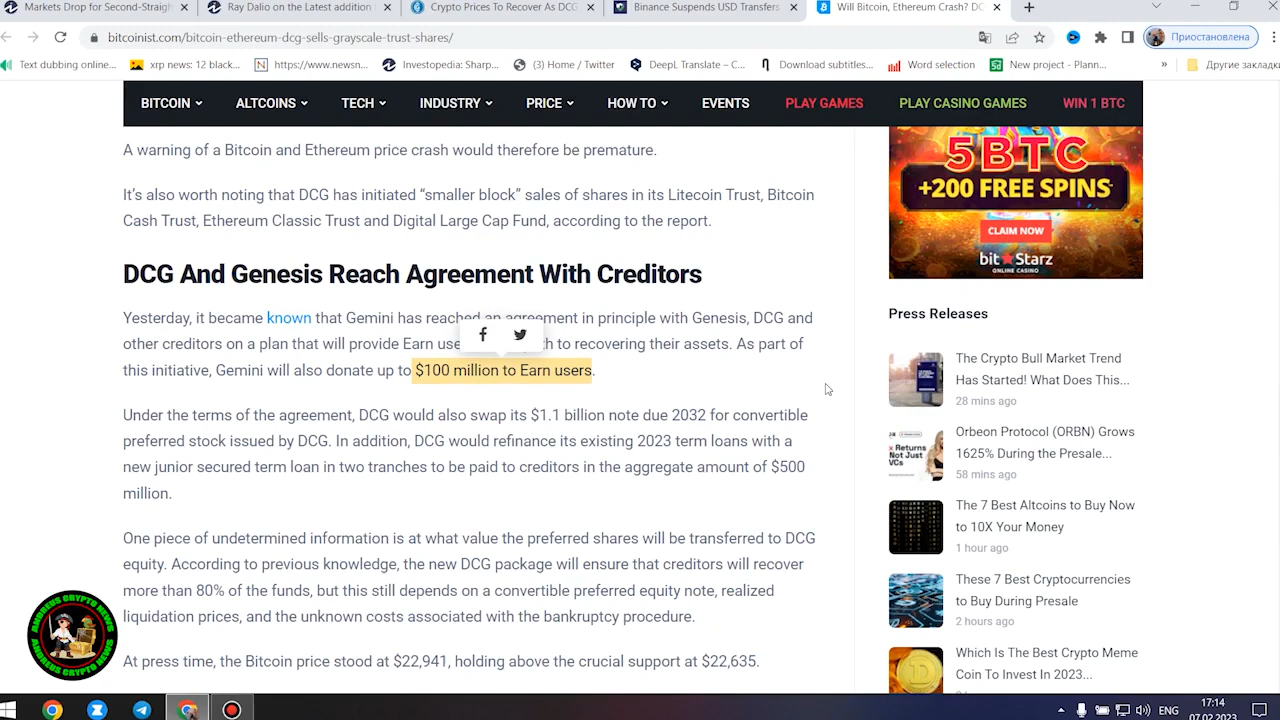 Markets Drop for Second-Straigh
Ray Dalio on the Latest addition
Crypto Prices To Recover As DCG
Binance Suspends USD Transfers
Will Bitcoin, Ethereum Crash? DC
bitcoinist.com/bitcoin-ethereum-dcg-sells-grayscale-trust-shares/
Приостановлена
Text dubbing online...
xrp news: 12 black...
https://www.newsn...
Investopedia: Sharp...
(3) Home / Twitter
DeepL Translate – C...
Download subtitles...
Word selection
New project - Plann...
»
Другие закладки
BITCOIN
ALTCOINS
TECH
INDUSTRY
PRICE
HOW TO
EVENTS
PLAY GAMES
PLAY CASINO GAMES
WIN 1 BTC
A warning of a Bitcoin and Ethereum price crash would therefore be premature.
It’s also worth noting that DCG has initiated “smaller block” sales of shares in its Litecoin Trust, Bitcoin
Cash Trust, Ethereum Classic Trust and Digital Large Cap Fund, according to the report.
DCG And Genesis Reach Agreement With Creditors
Yesterday, it became known that Gemini has reached an agreement in principle with Genesis, DCG and
other creditors on a plan that will provide Earn use th to recovering their assets. As part of
this initiative, Gemini will also donate up to $100 million to Earn users.
Under the terms of the agreement, DCG would also swap its $1.1 billion note due 2032 for convertible
preferred stock issued by DCG. In addition, DCG would refinance its existing 2023 term loans with a
new junior secured term loan in two tranches to be paid to creditors in the aggregate amount of $500
million.
One piece of indetermined information is at what value the preferred shares will be transferred to DCG
equity. According to previous knowledge, the new DCG package will ensure that creditors will recover
more than 80% of the funds, but this still depends on a convertible preferred equity note, realized
liquidation prices, and the unknown costs associated with the bankruptcy procedure.
At press time, the Bitcoin price stood at $22,941, holding above the crucial support at $22,635.
5BTC
+200 FREE SPINS
CLAIM NOW
bitStarz
ONLINE CASINO
Press Releases
The Crypto Bull Market Trend
Has Started! What Does This...
28 mins ago
Returns
Not Just
VCs
Orbeon Protocol (ORBN) Grows
1625% During the Presale...
58 mins ago
The 7 Best Altcoins to Buy Now
to 10X Your Money
1 hour ago
These 7 Best Cryptocurrencies
to Buy During Presale
2 hours ago
Which Is The Best Crypto Meme
Coin To Invest In 2023...
ANDREUS CRYPTO NEWS
ANDREUS CRYPTO NEWS
ENG
17:14
07.02.2023